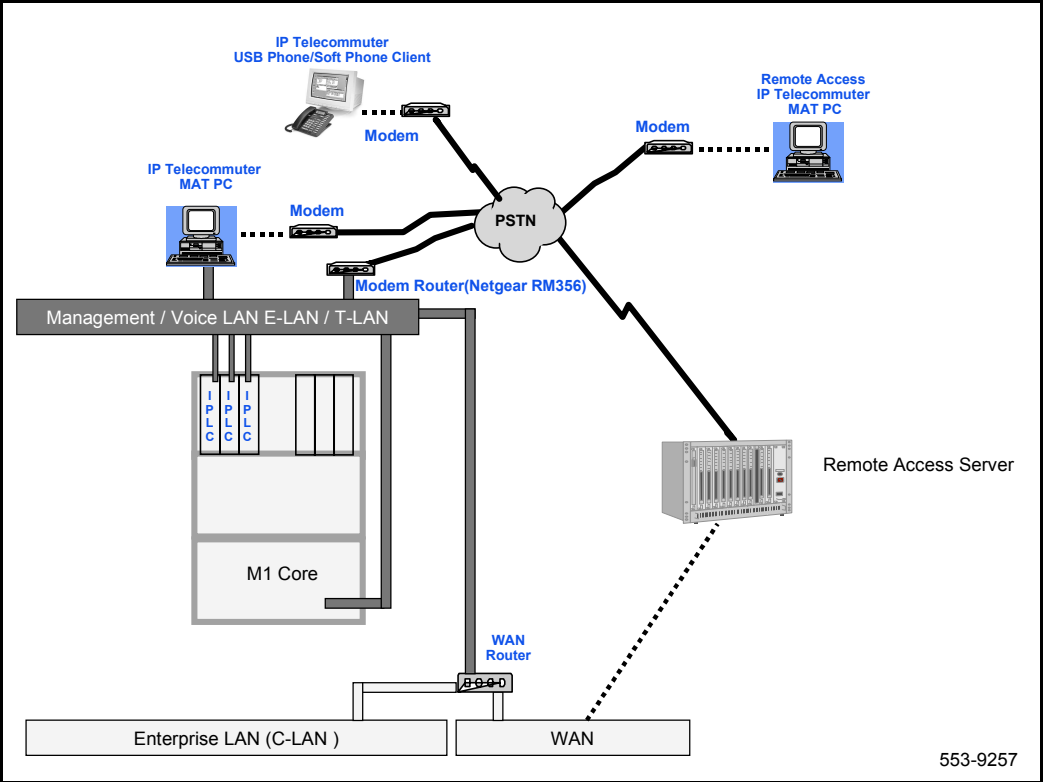 IP Telecommuter
USB Phone/Soft Phone Client
Modem
Remote Access
IP Telecommuter
MAT PC
Modem
IP Telecommuter
MAT PC
Modem
PSTN
Modem Router(Netgear RM356)
Management / Voice LAN E-LAN / T-LAN
I
P
L
C
I
P
L
C
I
P
L
C
Remote Access Server
M1 Core
WAN
Router
Enterprise LAN (C-LAN )
WAN
553-9257